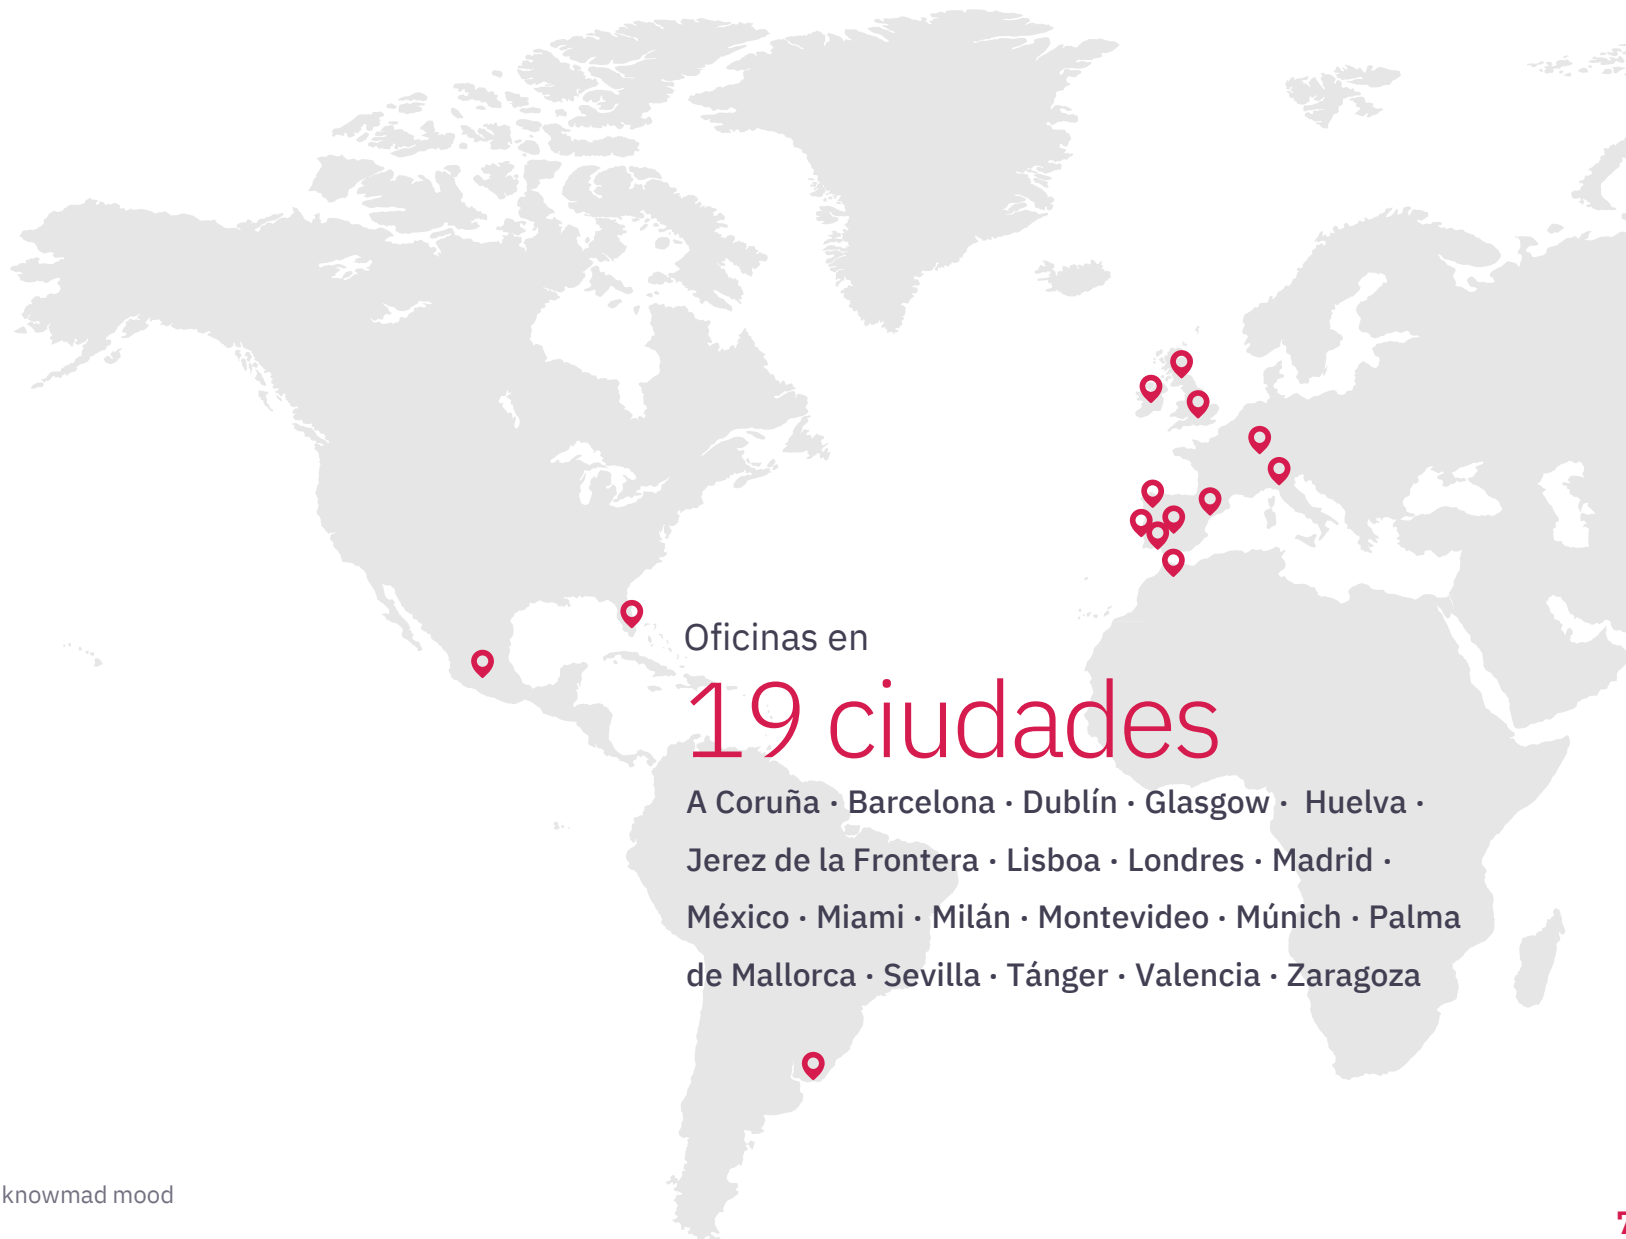 Oficinas en
19 ciudades
A Coruña · Barcelona · Dublín · Glasgow · Huelva ·
Jerez de la Frontera · Lisboa · Londres · Madrid ·
México · Miami · Milán · Montevideo · Múnich · Palma
de Mallorca · Sevilla · Tánger · Valencia · Zaragoza
knowmad mood